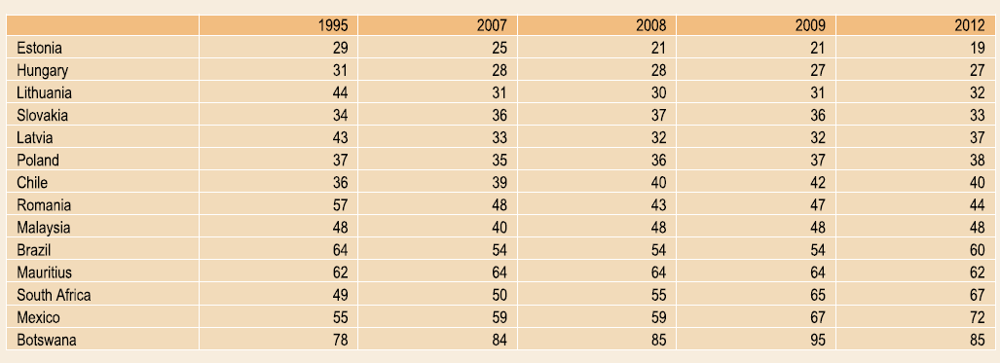 1995 2007 2008 2009 2012
Estonia 29 25 21 21 19
Hungary 31 28 28 27 27
Lithuania 44 31 30 31 32
Slovakia 34 36 37 36 33
Latvia 43 33 32 32 37
Poland 37 35 36 37 38
Chile 36 39 40 42 40
Romania 57 48 43 47 44
Malaysia 48 40 48 48 48
Brazil 64 54 54 54 60
Mauritius 62 64 64 64 62
South Africa 49 50 55 65 67
Mexico 55 59 59 67 72
Botswana 78 84 85 95 85